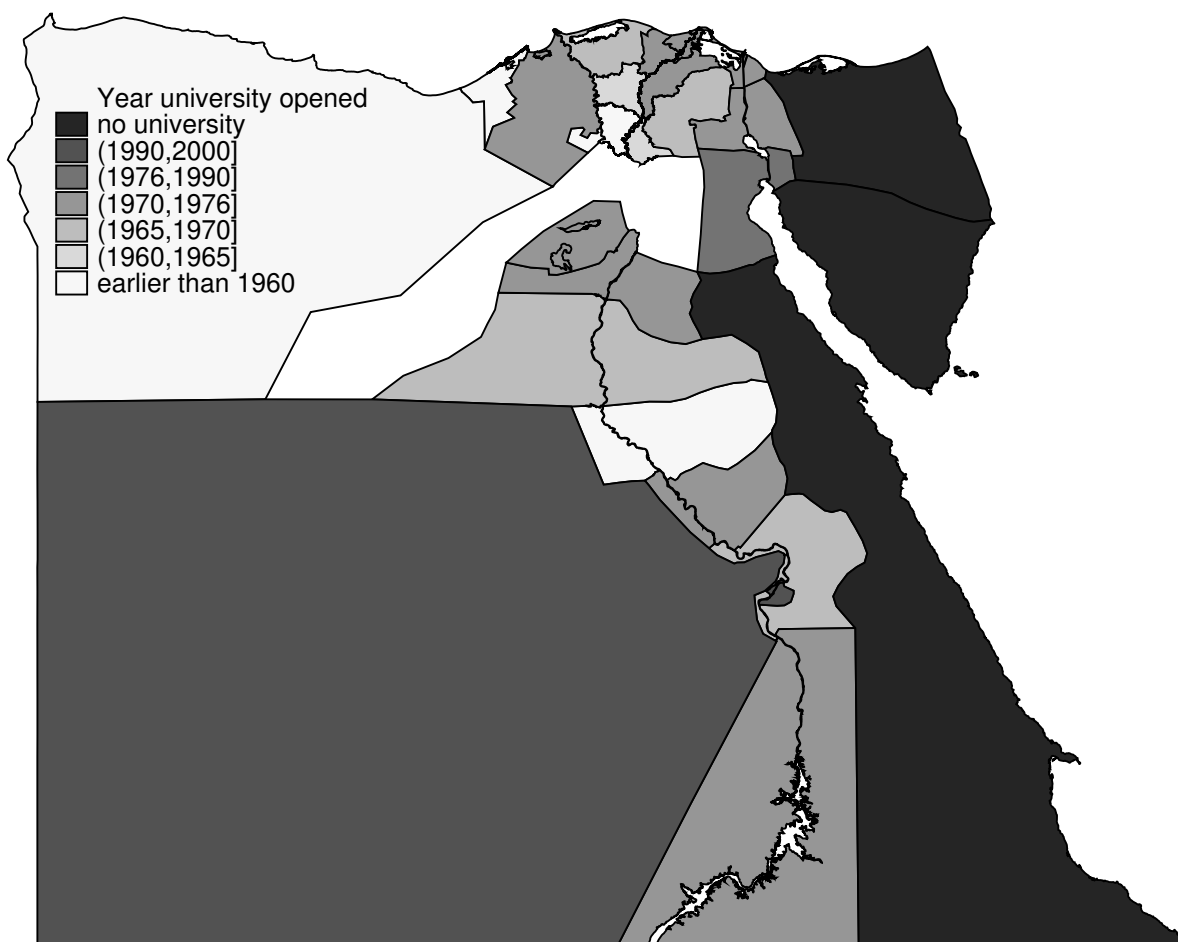 Year university opened
no university
(1990,2000]
(1976,1990]
(1970,1976]
(1965,1970]
(1960,1965]
earlier than 1960